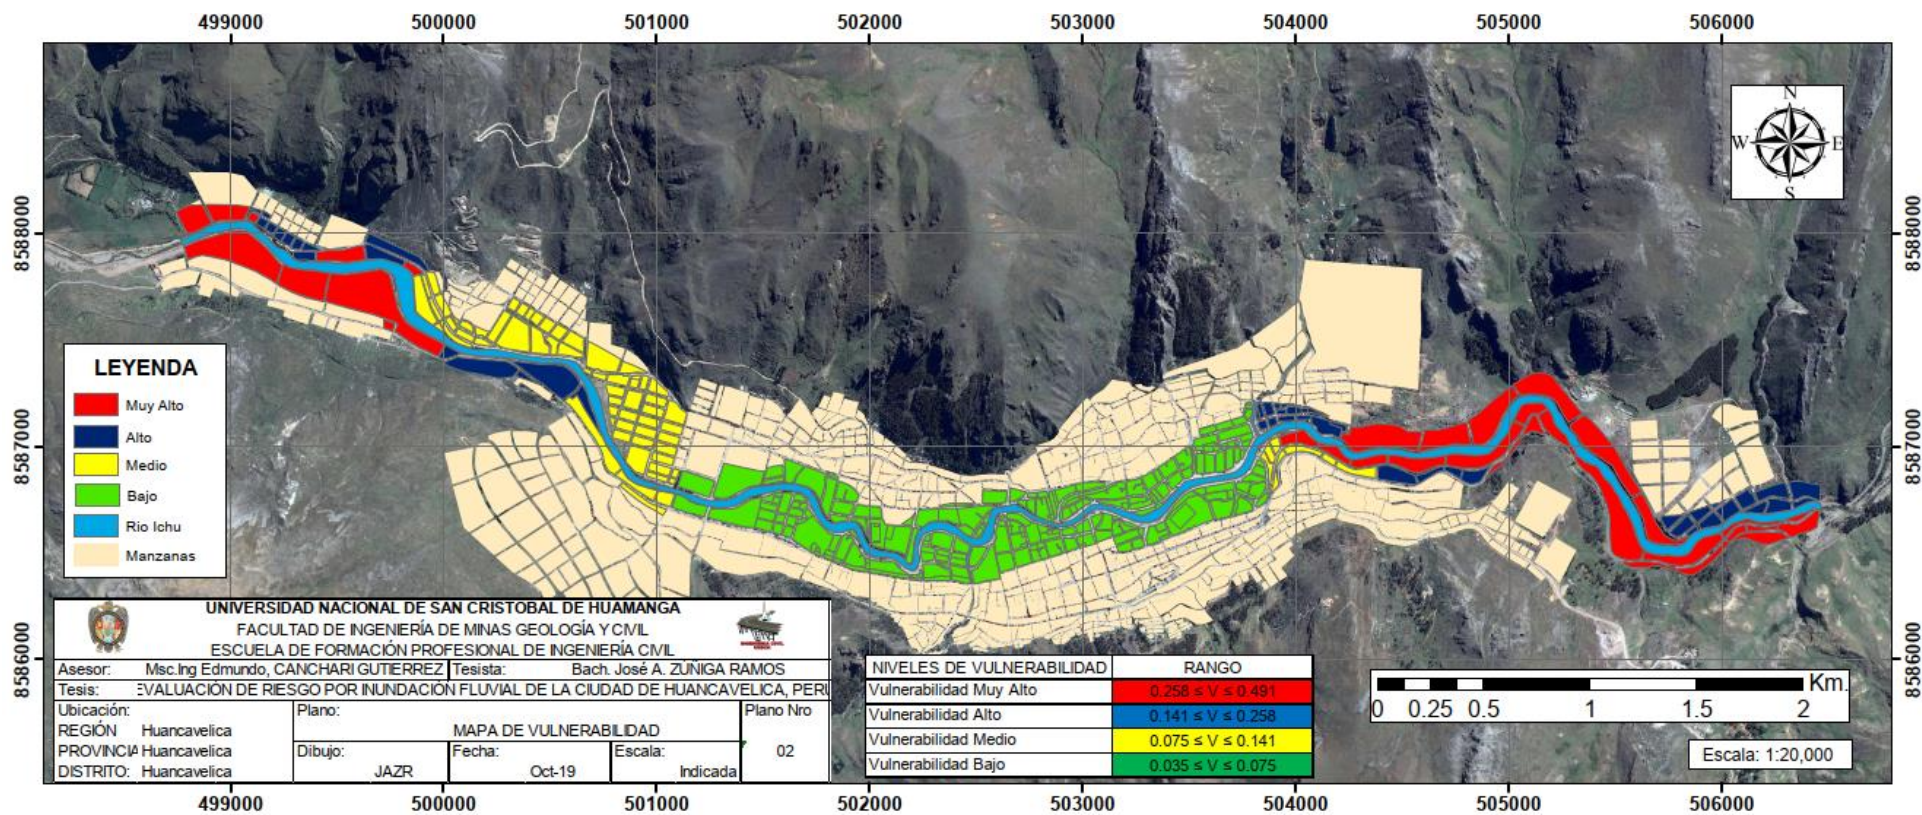 499000 500000 501000 502000 503000 504000 505000 506000
N
W E
S
8588000 8588000
8587000 8587000
8586000 8586000
LEYENDA
Muy Alto
Alto
Medio
Bajo
Rio Ichu
Manzanas
UNIVERSIDAD NACIONAL DE SAN CRISTOBAL DE HUAMANGA
FACULTAD DE INGENIERÍA DE MINAS GEOLOGÍA Y CIVIL
ESCUELA DE FORMACIÓN PROFESIONAL DE INGENIERÍA CIVIL
Asesor: Msc.Ing Edmundo, CANCHARI GUTIERREZ Tesista: Bach. José A. ZÚÑIGA RAMOS
Tesis: EVALUACIÓN DE RIESGO POR INUNDACIÓN FLUVIAL DE LA CIUDAD DE HUANCAVELICA, PERU
Ubicación: Plano: Plano Nro
REGIÓN Huancavelica MAPA DE VULNERABILIDAD
PROVINCIA Huancavelica Dibujo: Fecha: Escala: 02
DISTRITO: Huancavelica JAZR Oct-19 Indicada
NIVELES DE VULNERABILIDAD RANGO
Vulnerabilidad Muy Alto 0.258 ≤ V ≤ 0.491
Vulnerabilidad Alto 0.141 ≤ V ≤ 0.258
Vulnerabilidad Medio 0.075 ≤ V ≤ 0.141
Vulnerabilidad Bajo 0.035 ≤ V ≤ 0.075
Km.
0 0.25 0.5 1 1.5 2
Escala: 1:20,000
499000 500000 501000 502000 503000 504000 505000 506000